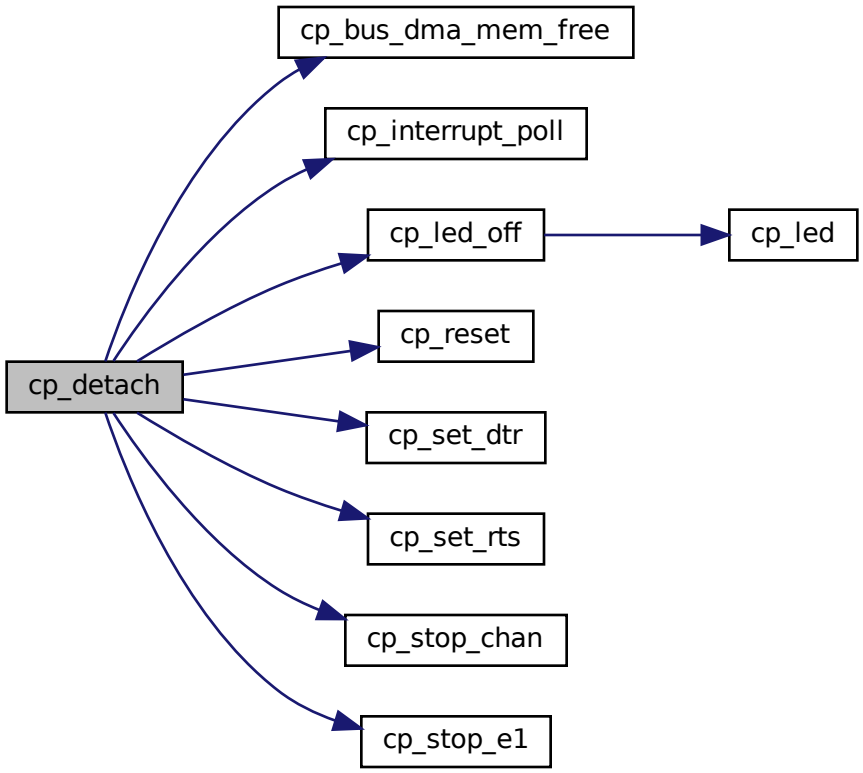 cp_bus_dma_mem_free
cp_interrupt_poll
cp_led_off
cp_led
cp_reset
cp_detach
cp_set_dtr
cp_set_rts
cp_stop_chan
cp_stop_e1